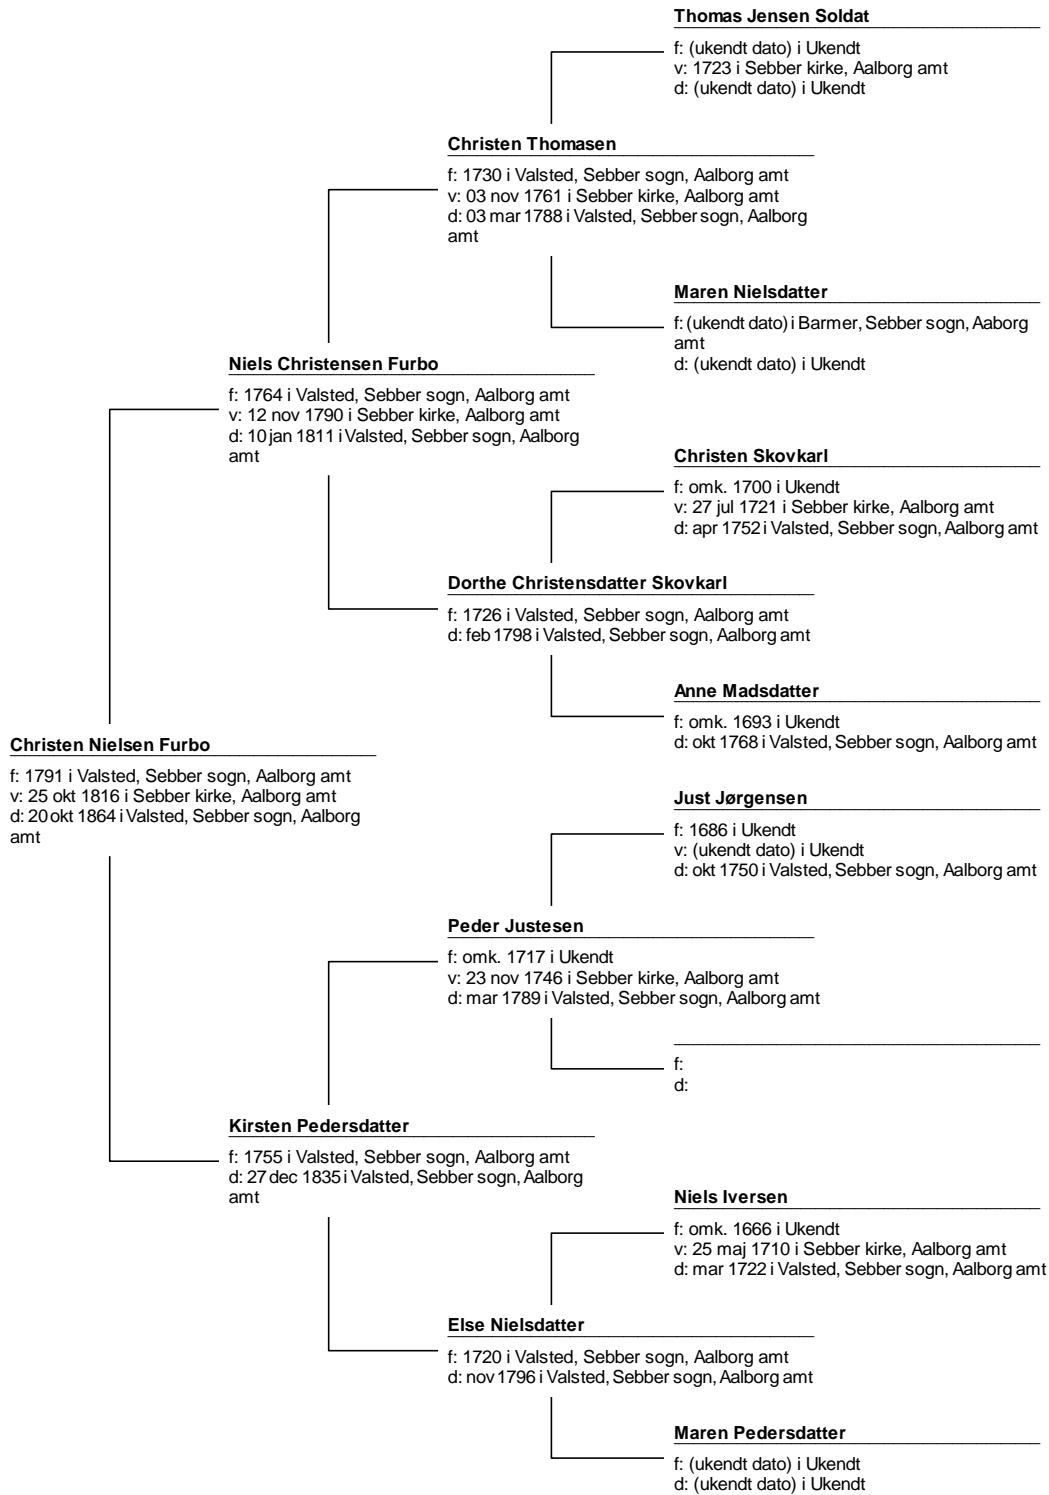 Thomas Jensen Soldat
f: (ukendt dato) i Ukendt
v: 1723 i Sebber kirke, Aalborg amt
d: (ukendt dato) i Ukendt
Christen Thomasen
f: 1730 i Valsted, Sebber sogn, Aalborg amt
v: 03 nov 1761 i Sebber kirke, Aalborg amt
d: 03 mar 1788 i Valsted, Sebber sogn, Aalborg
amt
Maren Nielsdatter
f: (ukendt dato) i Barmer, Sebber sogn, Aaborg
amt
d: (ukendt dato) i Ukendt
Niels Christensen Furbo
f: 1764 i Valsted, Sebber sogn, Aalborg amt
v: 12 nov 1790 i Sebber kirke, Aalborg amt
d: 10 jan 1811 i Valsted, Sebber sogn, Aalborg
amt
Christen Skovkarl
f: omk. 1700 i Ukendt
v: 27 jul 1721 i Sebber kirke, Aalborg amt
d: apr 1752 i Valsted, Sebber sogn, Aalborg amt
Dorthe Christensdatter Skovkarl
f: 1726 i Valsted, Sebber sogn, Aalborg amt
d: feb 1798 i Valsted, Sebber sogn, Aalborg amt
Anne Madsdatter
f: omk. 1693 i Ukendt
d: okt 1768 i Valsted, Sebber sogn, Aalborg amt
Christen Nielsen Furbo
f: 1791 i Valsted, Sebber sogn, Aalborg amt
v: 25 okt 1816 i Sebber kirke, Aalborg amt
d: 20 okt 1864 i Valsted, Sebber sogn, Aalborg
amt
Just Jørgensen
f: 1686 i Ukendt
v: (ukendt dato) i Ukendt
d: okt 1750 i Valsted, Sebber sogn, Aalborg amt
Peder Justesen
f: omk. 1717 i Ukendt
v: 23 nov 1746 i Sebber kirke, Aalborg amt
d: mar 1789 i Valsted, Sebber sogn, Aalborg amt
f:
d:
Kirsten Pedersdatter
f: 1755 i Valsted, Sebber sogn, Aalborg amt
d: 27 dec 1835 i Valsted, Sebber sogn, Aalborg
amt
Niels Iversen
f: omk. 1666 i Ukendt
v: 25 maj 1710 i Sebber kirke, Aalborg amt
d: mar 1722 i Valsted, Sebber sogn, Aalborg amt
Else Nielsdatter
f: 1720 i Valsted, Sebber sogn, Aalborg amt
d: nov 1796 i Valsted, Sebber sogn, Aalborg amt
Maren Pedersdatter
f: (ukendt dato) i Ukendt
d: (ukendt dato) i Ukendt